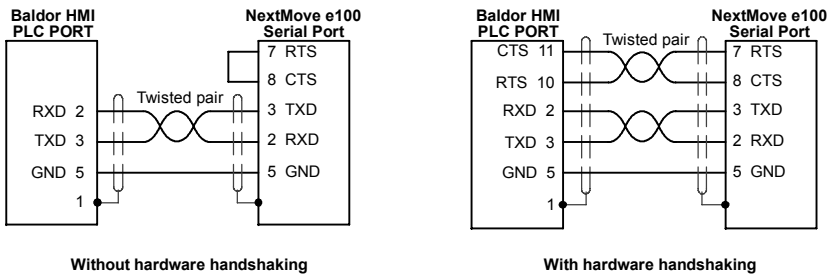 Baldor HMI
PLC PORT
NextMove e100
Serial Port
7 RTS
8 CTS
Twisted pair
RXD 2
3 TXD
TXD 3
2 RXD
GND 5
5 GND
1
Without hardware handshaking
Baldor HMI
PLC PORT
NextMove e100
Serial Port
CTS 11
Twisted pair
7 RTS
RTS 10
8 CTS
RXD 2
3 TXD
TXD 3
2 RXD
GND 5
5 GND
1
With hardware handshaking